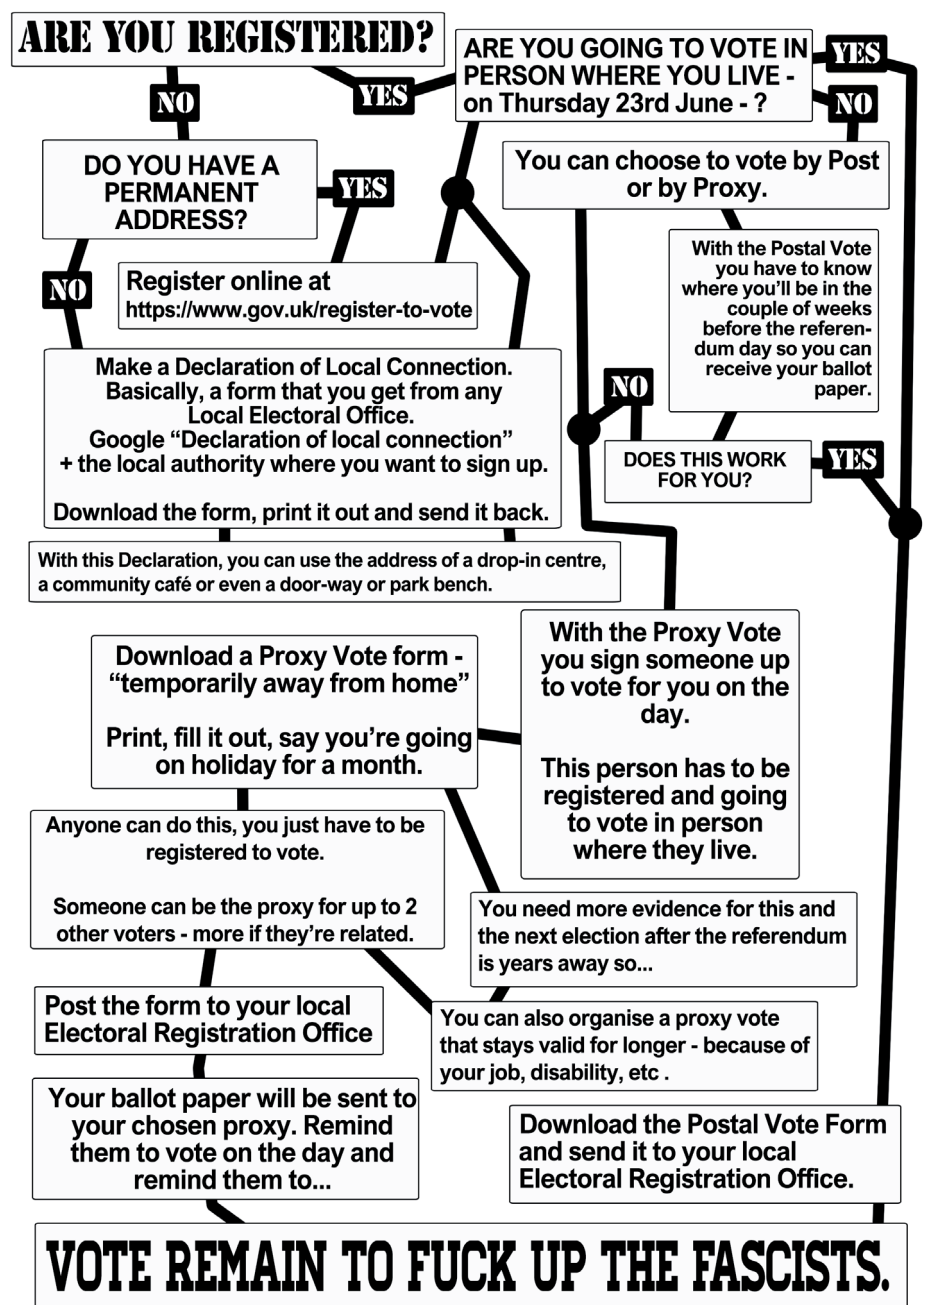 ARE YOU REGISTERED?
ARE YOU GOING TO VOTE IN
PERSON WHERE YOU LIVE -
on Thursday 23rd June - ?
YES
NO
YES
NO
DO YOU HAVE A
PERMANENT
ADDRESS?
YES
You can choose to vote by Post
or by Proxy.
NO
Register online at
https://www.gov.uk/register-to-vote
With the Postal Vote
you have to know
where you'll be in the
couple of weeks
before the referen-
dum day so you can
receive your ballot
paper.
Make a Declaration of Local Connection.
Basically, a form that you get from any
Local Electoral Office.
Google “Declaration of local connection”
+ the local authority where you want to sign up.
Download the form, print it out and send it back.
NO
DOES THIS WORK
FOR YOU?
YES
With this Declaration, you can use the address of a drop-in centre,
a community café or even a door-way or park bench.
With the Proxy Vote
you sign someone up
to vote for you on the
day.
This person has to be
registered and going
to vote in person
where they live.
Download a Proxy Vote form -
“temporarily away from home”
Print, fill it out, say you're going
on holiday for a month.
Anyone can do this, you just have to be
registered to vote.
Someone can be the proxy for up to 2
other voters - more if they're related.
You need more evidence for this and
the next election after the referendum
is years away so...
Post the form to your local
Electoral Registration Office
You can also organise a proxy vote
that stays valid for longer - because of
your job, disability, etc .
Your ballot paper will be sent to
your chosen proxy. Remind
them to vote on the day and
remind them to...
Download the Postal Vote Form
and send it to your local
Electoral Registration Office.
VOTE REMAIN TO FUCK UP THE FASCISTS.